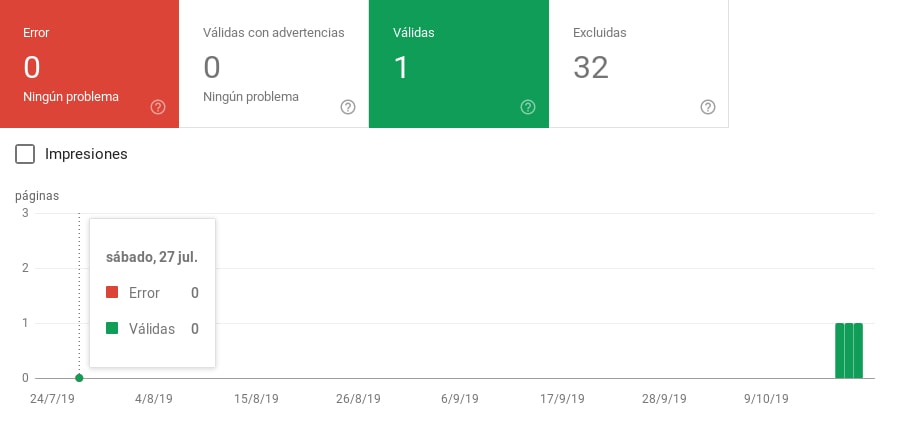 Error
0
Ningún problema
Válidas con advertencias
0
Ningún problema
Válidas
1
Excluidas
32
Impresiones
páginas
3
2
1
0
sábado, 27 jul.
Error 0
Válidas 0
24/7/19 4/8/19 15/8/19 26/8/19 6/9/19 17/9/19 28/9/19 9/10/19